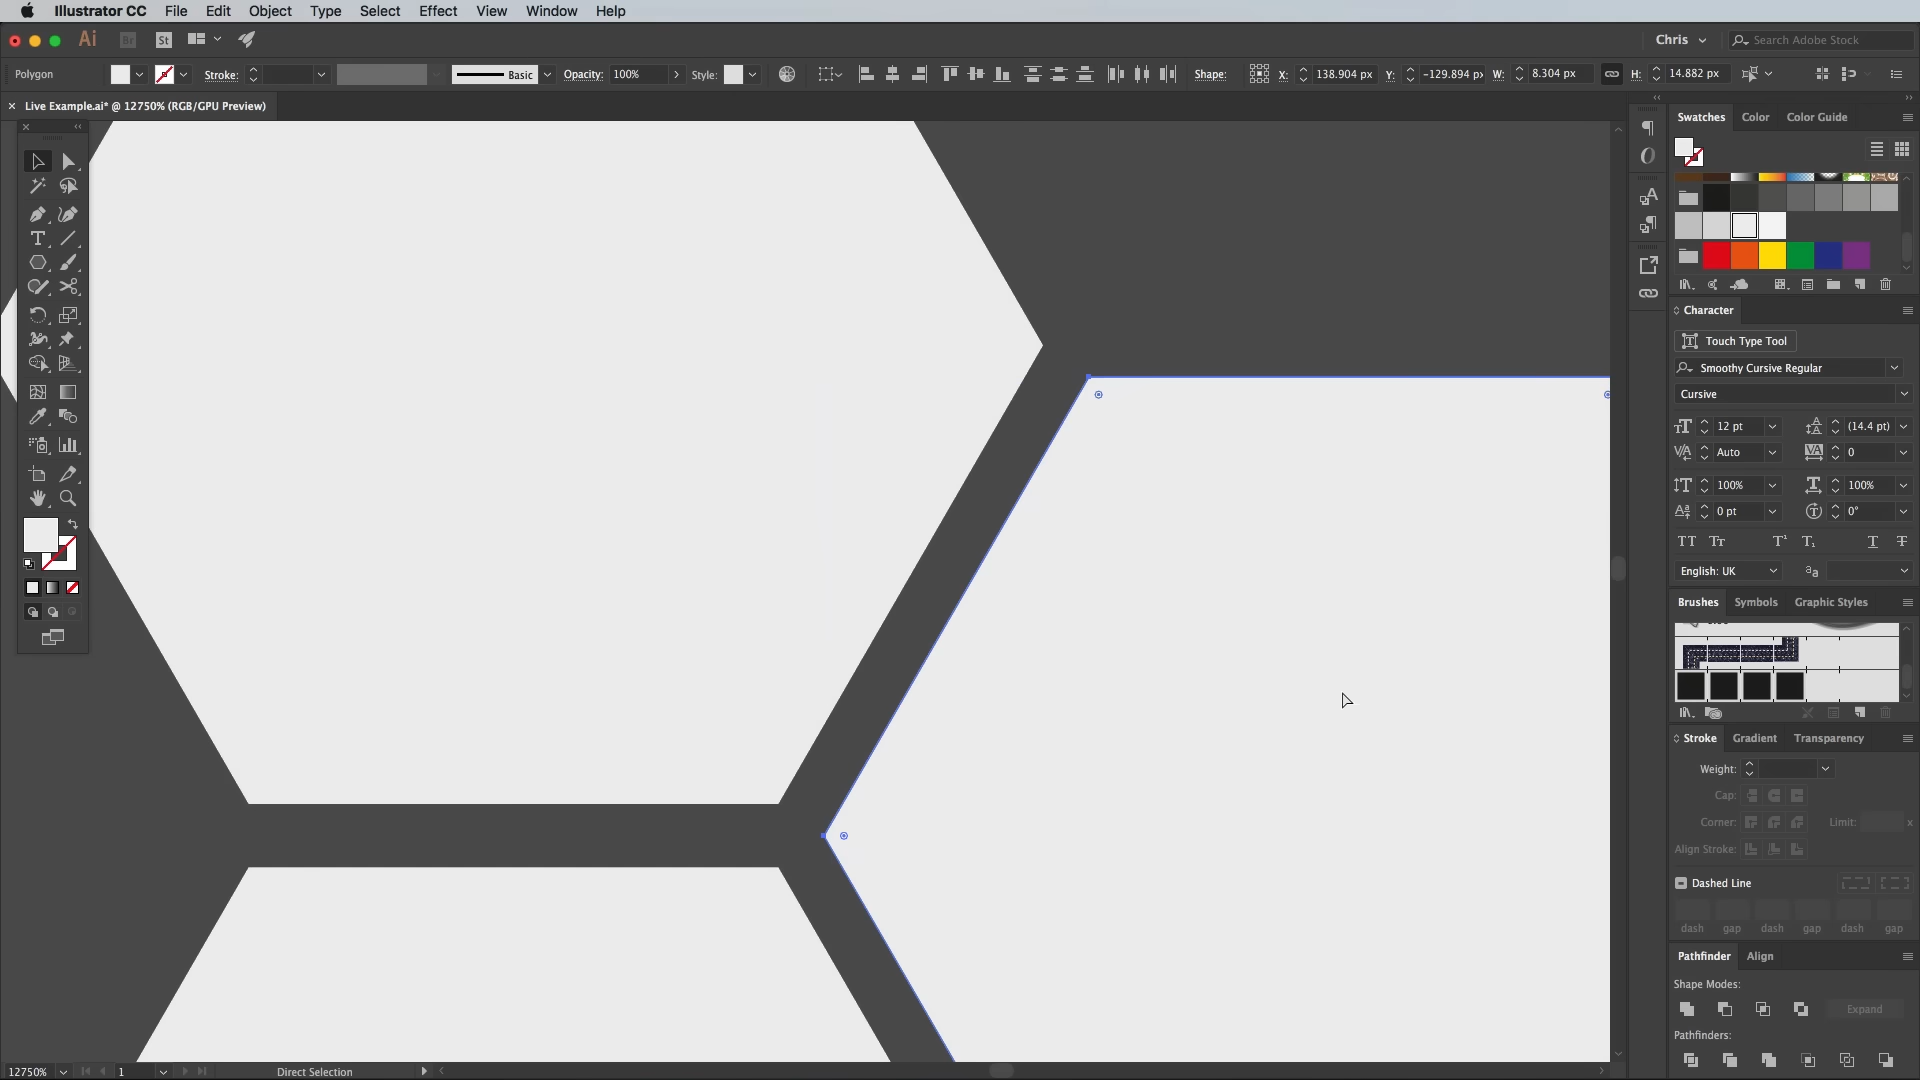 Illustrator CC File Edit Object Type Select Effect View Window Help
Ai Br St Chris Search Adobe Stock
Polygon Stroke: Basic Opacity: 100% Style: Shape: X: 138.904 px Y: -129.894 px W: 8.304 px H: 14.882 px
Live Example.ai* @ 12750% (RGB/GPU Preview)
Swatches Color Color Guide
Character
Touch Type Tool
Smoothy Cursive Regular
Cursive
12 pt (14.4 pt)
Auto 0
100% 100%
0 pt 0°
English: UK
Brushes Symbols Graphic Styles
Stroke Gradient Transparency
Weight:
Cap:
Corner: Limit: x
Align Stroke:
Dashed Line
dash gap dash gap dash gap
Pathfinder Align
Shape Modes:
Expand
Pathfinders:
12750% 1 Direct Selection